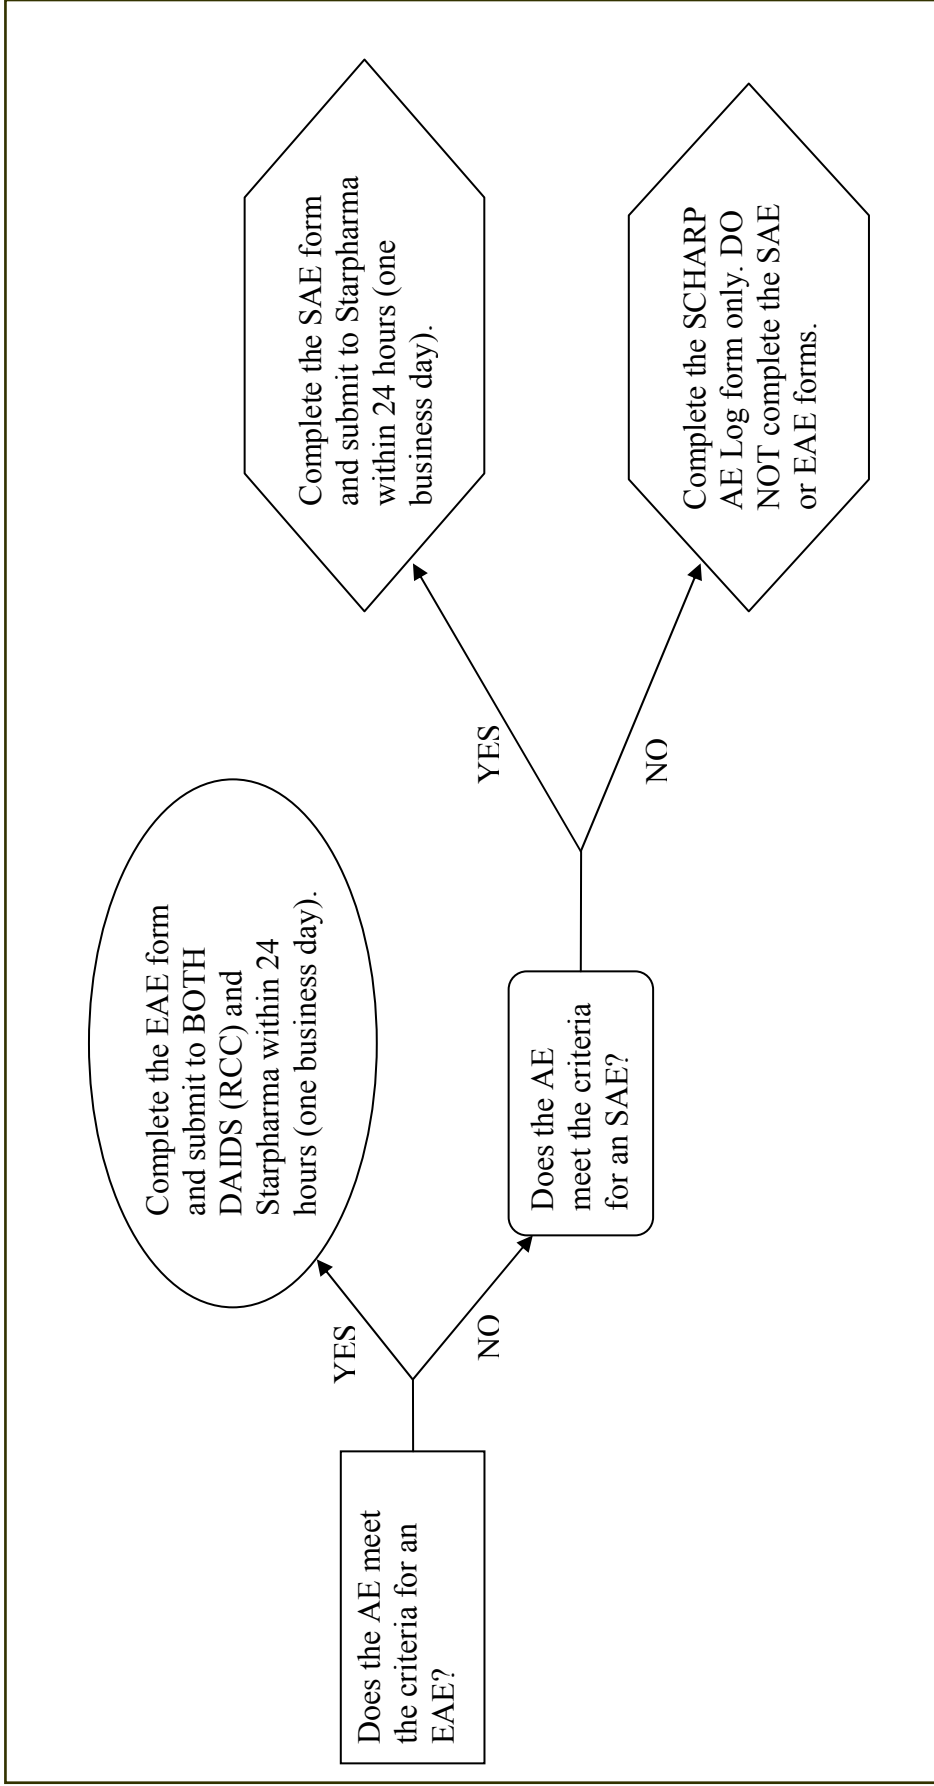 Does the AE meet
the criteria for an
EAE?
YES
Complete the EAE form
and submit to BOTH
DAIDS (RCC) and
Starpharma within 24
hours (one business day).
NO
Does the AE
meet the criteria
for an SAE?
YES
Complete the SAE form
and submit to Starpharma
within 24 hours (one
business day).
NO
Complete the SCHARP
AE Log form only. DO
NOT complete the SAE
or EAE forms.